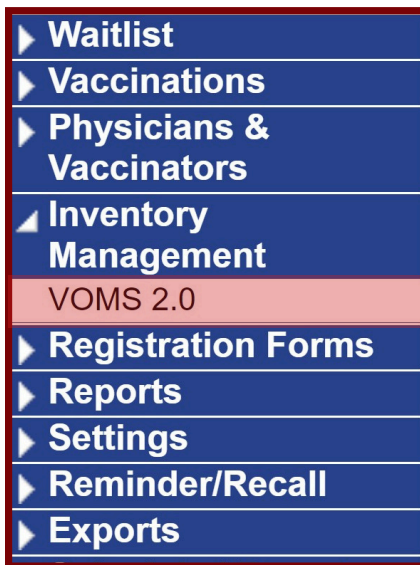 Waitlist
Vaccinations
Physicians &
Vaccinators
Inventory
Management
VOMS 2.0
Registration Forms
Reports
Settings
Reminder/Recall
Exports